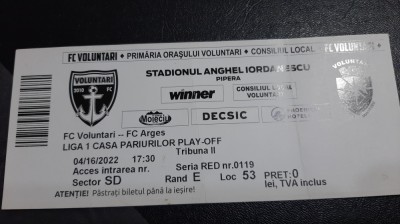 FC VOLUNTARI ♦ PRIMĂRIA ORAȘULUI VOLUNTARI ♦ CONSILIUL LOCAL
VOLUNTARI
2010 FC
STADIONUL ANGHEL IORDANESCU
PIPERA
VOLUNTARI
winner
CONSILIUL LOCAL
VOLUNTARI
Moieciu
DECSIC
FC Voluntari -- FC Arges
LIGA 1 CASA PARIURILOR PLAY-OFF
Tribuna II
04/16/2022 17:30
Seria RED nr.0119
Acces intrarea nr.
Sector SD Rand E Loc 53 PRET:0
lei, TVA inclus
ATENȚIE! Păstrați biletul până la ieșire!